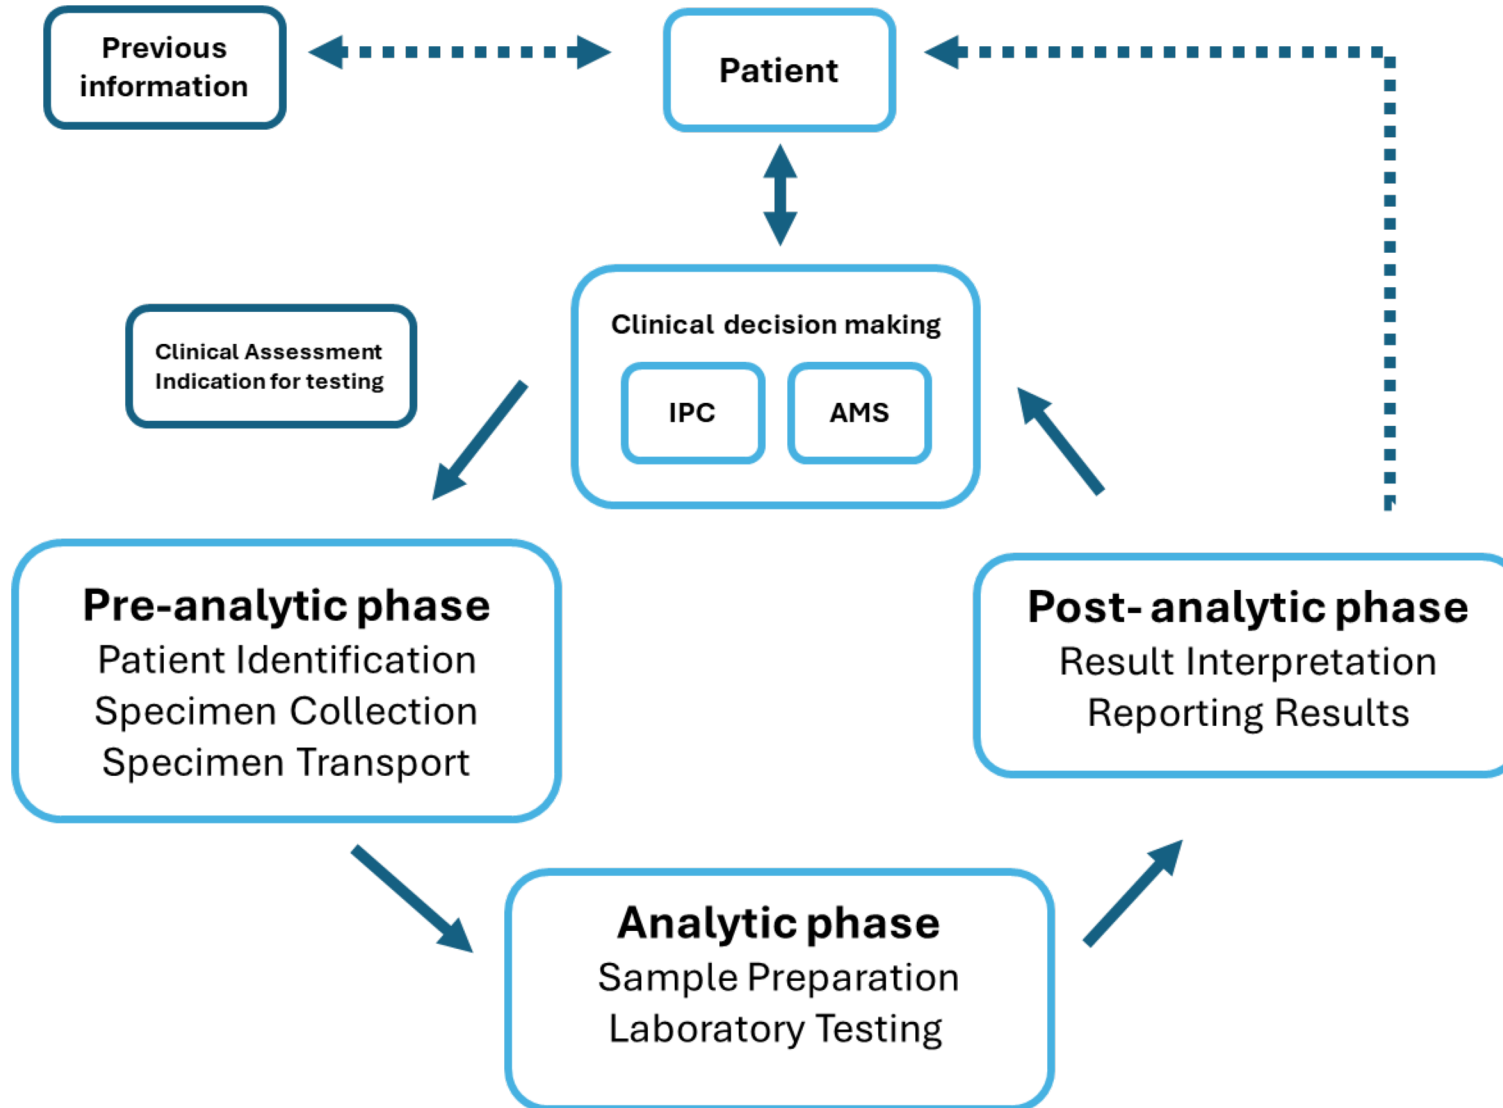 Previous
information
Patient
Clinical decision making
IPC
AMS
Clinical Assessment
Indication for testing
Pre-analytic phase
Patient Identification
Specimen Collection
Specimen Transport
Post- analytic phase
Result Interpretation
Reporting Results
Analytic phase
Sample Preparation
Laboratory Testing